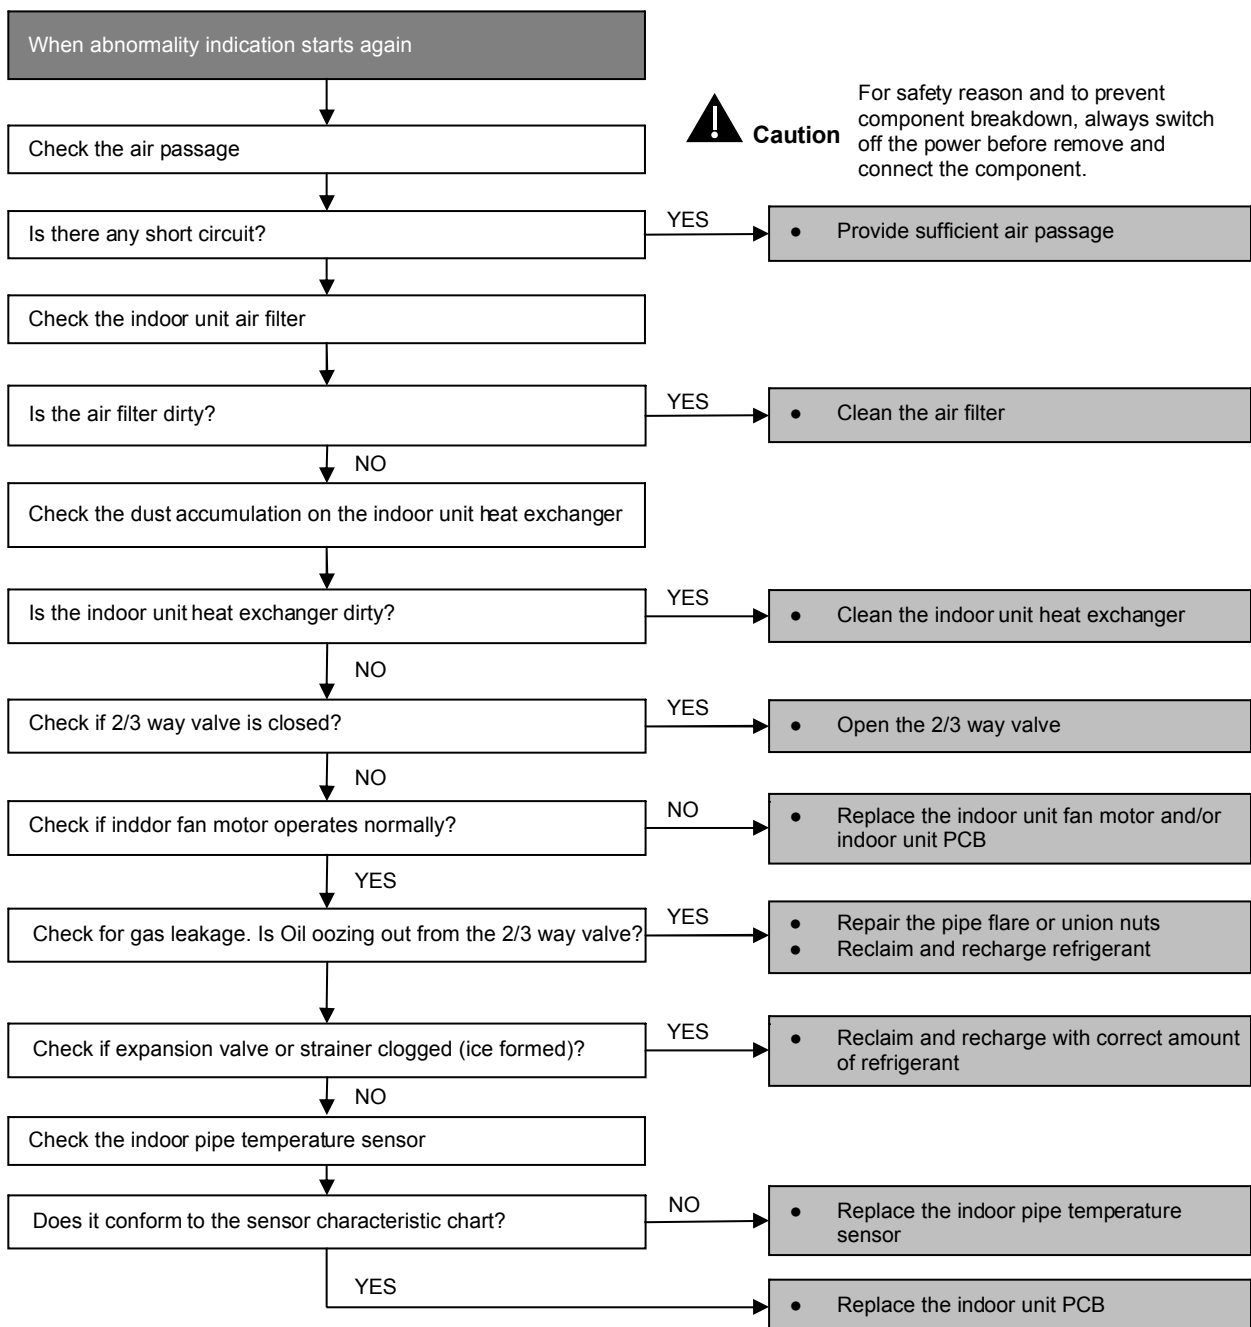 When abnormality indication starts again
For safety reason and to prevent
component breakdown, always switch
off the power before remove and
connect the component.
Caution
Check the air passage
Is there any short circuit?
YES
● Provide sufficient air passage
Check the indoor unit air filter
Is the air filter dirty?
YES
● Clean the air filter
NO
Check the dust accumulation on the indoor unit heat exchanger
Is the indoor unit heat exchanger dirty?
YES
● Clean the indoor unit heat exchanger
NO
Check if 2/3 way valve is closed?
YES
● Open the 2/3 way valve
NO
Check if inddor fan motor operates normally?
NO
● Replace the indoor unit fan motor and/or
indoor unit PCB
YES
Check for gas leakage. Is Oil oozing out from the 2/3 way valve?
YES
● Repair the pipe flare or union nuts
● Reclaim and recharge refrigerant
Check if expansion valve or strainer clogged (ice formed)?
YES
● Reclaim and recharge with correct amount
of refrigerant
NO
Check the indoor pipe temperature sensor
Does it conform to the sensor characteristic chart?
NO
● Replace the indoor pipe temperature
sensor
YES
● Replace the indoor unit PCB